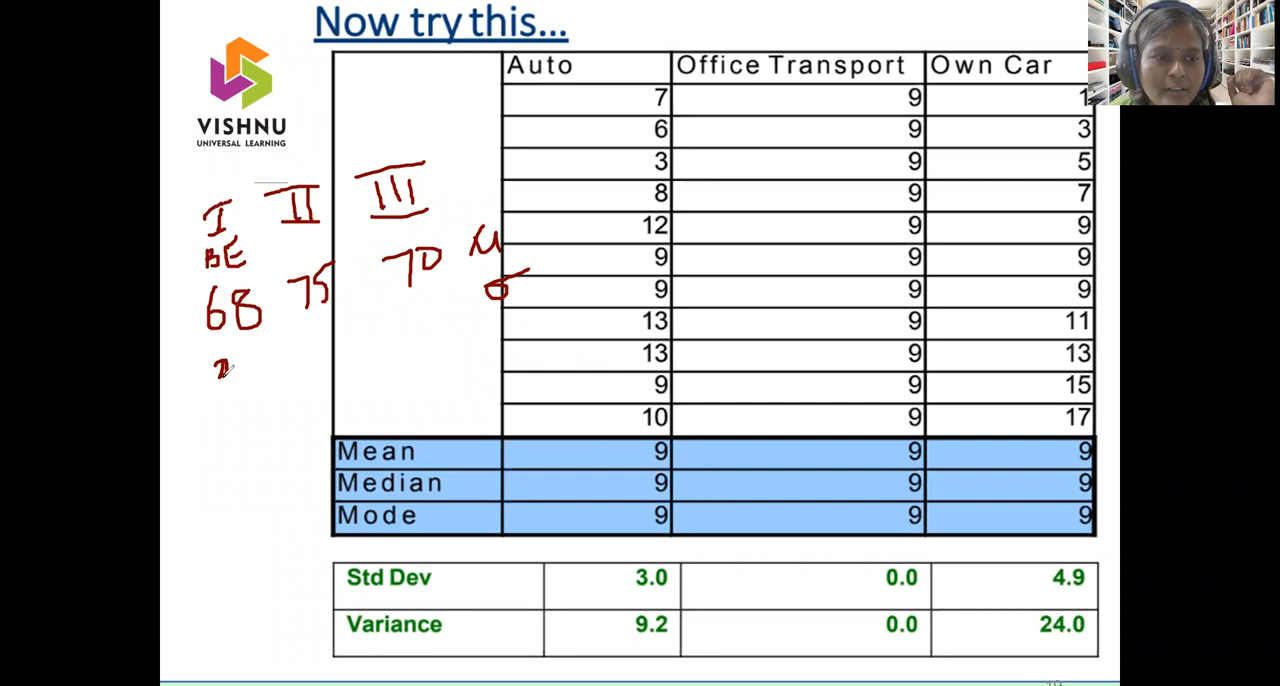 Now try this...
VISHNU
UNIVERSAL LEARNING
Auto Office Transport Own Car
7 9 1
6 9 3
3 9 5
8 9 7
12 9 9
9 9 9
9 9 9
13 9 11
13 9 13
9 9 15
10 9 17
Mean 9 9 9
Median 9 9 9
Mode 9 9 9
Std Dev 3.0 0.0 4.9
Variance 9.2 0.0 24.0
I II III
BE
68 75 70 μ
σ
19